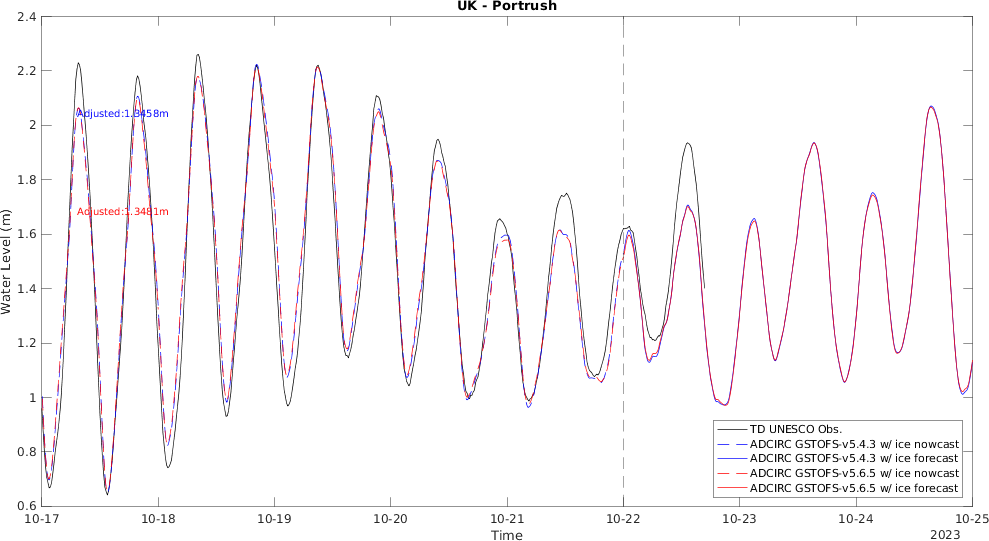 UK - Portrush
2.4
2.2
2
1.8
1.6
1.4
1.2
1
0.8
0.6
Water Level (m)
Adjusted:1.3458m
Adjusted:1.3481m
TD UNESCO Obs.
ADCIRC GSTOFS-v5.4.3 w/ ice nowcast
ADCIRC GSTOFS-v5.4.3 w/ ice forecast
ADCIRC GSTOFS-v5.6.5 w/ ice nowcast
ADCIRC GSTOFS-v5.6.5 w/ ice forecast
10-17 10-18 10-19 10-20 10-21 10-22 10-23 10-24 10-25
Time
2023